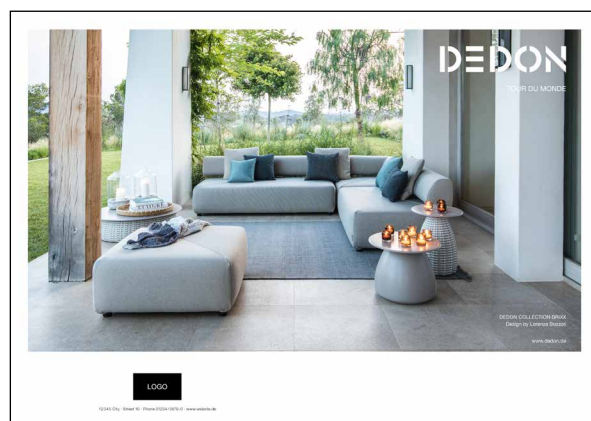 DEDON
TOUR DU MONDE
DEDON COLLECTION BRIXX
Design by Lorenza Bozzoli
www.dedon.de
LOGO